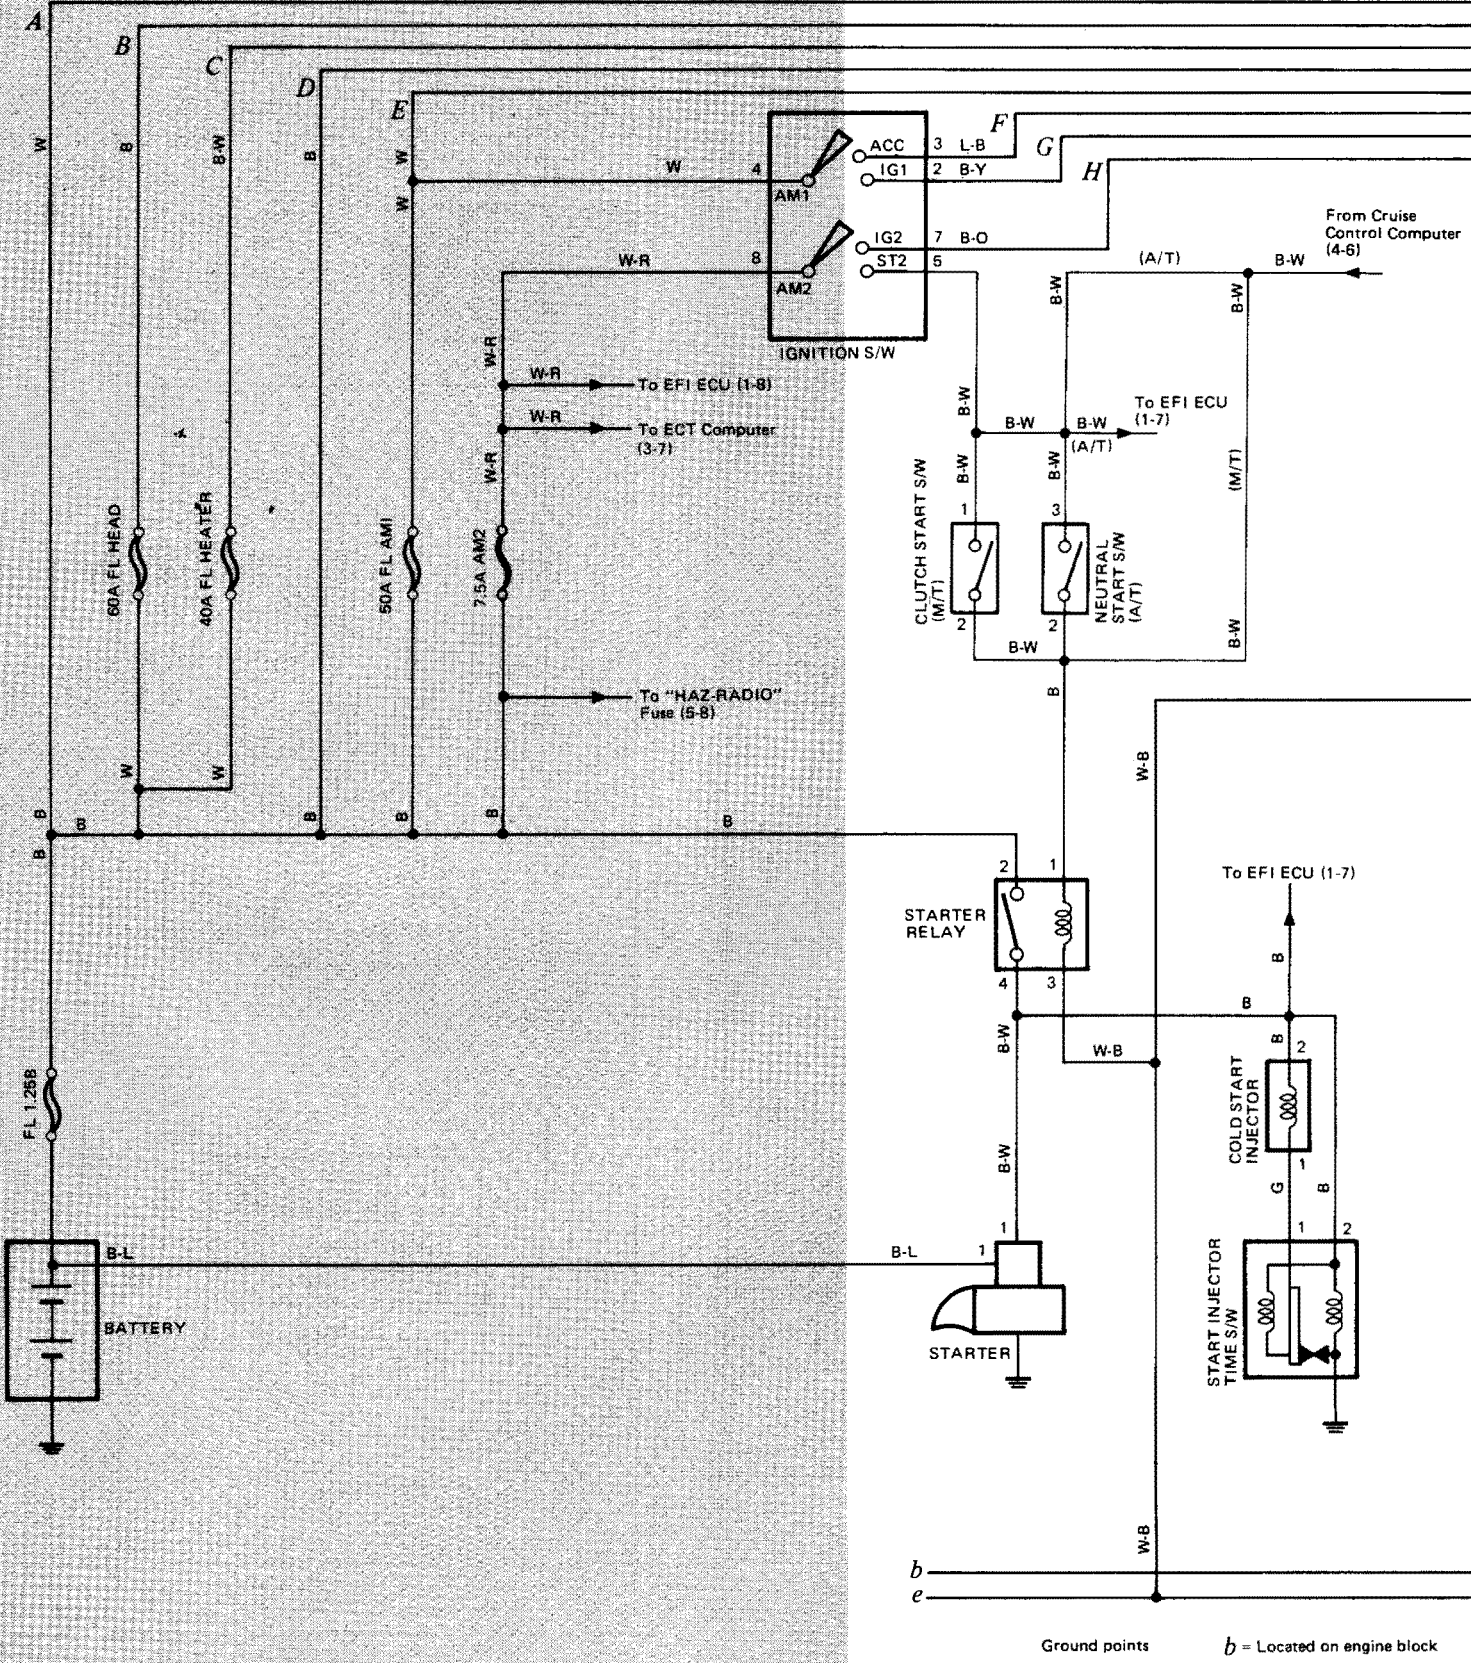 A
B
C
D
E
F
G
H
W
B
B-W
B
W
W
W
4
AM1
ACC
3
L-B
IG1
2
B-Y
IG2
7
B-O
ST2
5
W-R
8
AM2
IGNITION S/W
From Cruise
Control Computer
(4-6)
(A/T)
B-W
B-W
B-W
W-R
W-R
To EFI ECU (1-8)
W-R
To ECT Computer
(3-7)
W-R
B-W
B-W
B-W
(A/T)
To EFI ECU
(1-7)
B-W
B-W
(M/T)
60A FL HEAD
40A FL HEATER
50A FL AM1
7.5A AM2
1
3
CLUTCH START S/W
(M/T)
NEUTRAL
START S/W
(A/T)
2
2
B-W
B-W
B
To "HAZ-RADIO"
Fuse (5-8)
W-B
W
W
B
B
B
B
B
B
B
B
2
1
STARTER
RELAY
4
3
To EFI ECU (1-7)
B
B
B-W
W-B
B
2
COLD START
INJECTOR
1
FL 1.25B
B-W
G
B
1
2
B-L
B-L
1
1
BATTERY
STARTER
START INJECTOR
TIME S/W
W-B
b
e
Ground points
b = Located on engine block